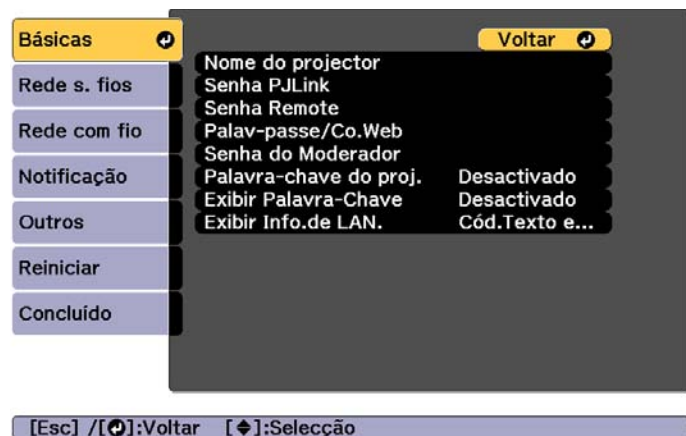 Básicas
Rede s. fios
Rede com fio
Notificação
Outros
Reiniciar
Concluído
Voltar
Nome do projector
Senha PJLink
Senha Remote
Palav-passe/Co.Web
Senha do Moderador
Palavra-chave do proj. Desactivado
Exibir Palavra-Chave Desactivado
Exibir Info.de LAN. Cód.Texto e...
[Esc] /[⏎]:Voltar [◆]:Selecção